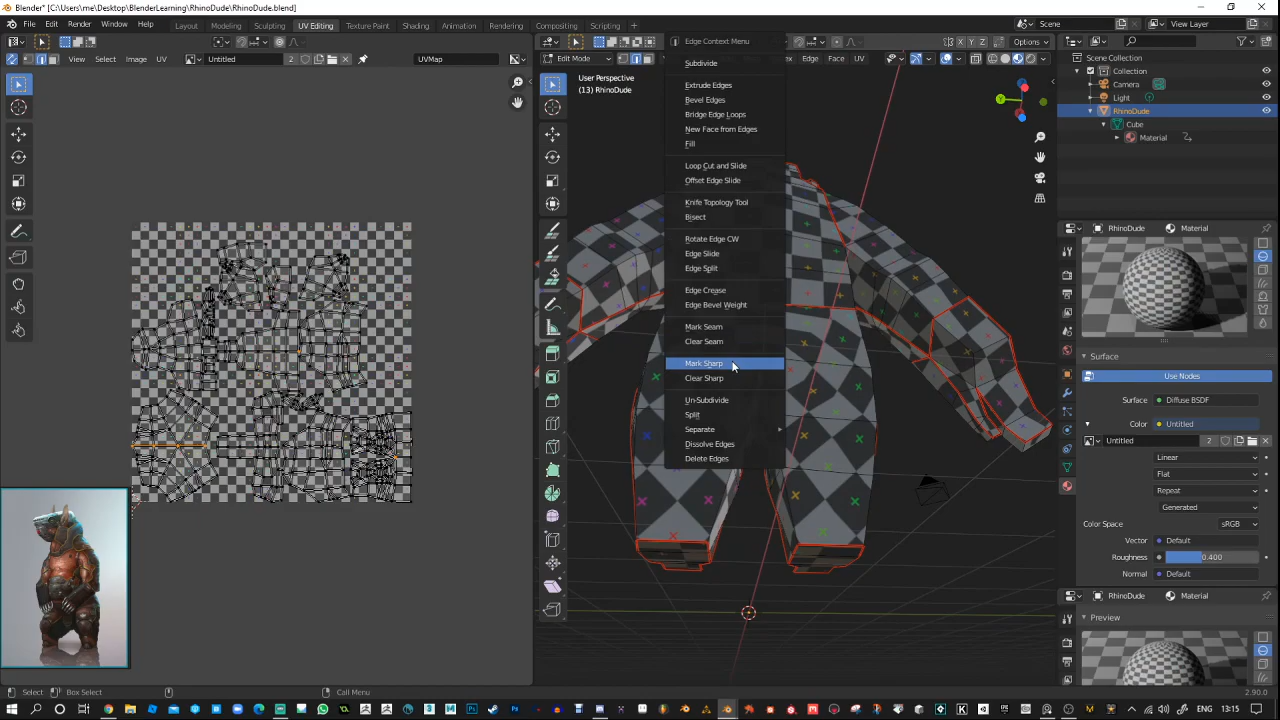 Blender* [C:\Users\me\Desktop\BlenderLearning\RhinoDude\RhinoDude.blend]
File Edit Render Window Help Layout Modeling Sculpting UV Editing Texture Paint Shading Animation Rendering Compositing Scripting Scene View Layer
Edge Context Menu Options
View Select Image UV Untitled 2 UVMap Edit Mode Edge Face UV
Subdivide
User Perspective
(13) RhinoDude
Extrude Edges
Bevel Edges
Bridge Edge Loops
New Face from Edges
Fill
Loop Cut and Slide
Offset Edge Slide
Knife Topology Tool
Bisect
Rotate Edge CW
Edge Slide
Edge Split
Edge Crease
Edge Bevel Weight
Mark Seam
Clear Seam
Mark Sharp
Clear Sharp
Un-Subdivide
Split
Separate
Dissolve Edges
Delete Edges
Scene Collection
Collection
Camera
Light
RhinoDude
Cube
Material
RhinoDude Material
Surface
Use Nodes
Surface Diffuse BSDF
Color Untitled
Untitled 2
Linear
Flat
Repeat
Generated
Color Space sRGB
Vector Default
Roughness 0.400
Normal Default
RhinoDude Material
Preview
Select Box Select Call Menu 2.90.0
13:15